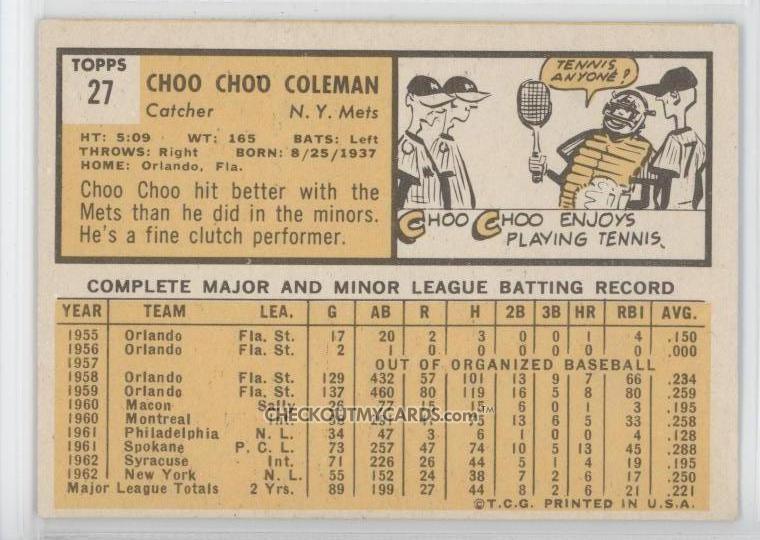 TOPPS
27
CHOO CHOO COLEMAN
Catcher N. Y. Mets
HT: 5:09 WT: 165 BATS: Left
THROWS: Right BORN: 8/25/1937
HOME: Orlando, Fla.
Choo Choo hit better with the
Mets than he did in the minors.
He's a fine clutch performer.
TENNIS,
ANYONE?
7
CHOO CHOO ENJOYS
PLAYING TENNIS.
COMPLETE MAJOR AND MINOR LEAGUE BATTING RECORD
YEAR TEAM LEA. G AB R H 2B 3B HR RBI AVG.
1955 Orlando Fla. St. 17 20 2 3 0 0 1 4 .150
1956 Orlando Fla. St. 2 1 0 0 0 0 0 0 .000
1957 OUT OF ORGANIZED BASEBALL
1958 Orlando Fla. St. 129 432 57 101 13 9 7 66 .234
1959 Orlando Fla. St. 137 460 80 119 16 5 8 80 .259
1960 Macon Sally 26 77 15 15 6 0 1 3 .195
1960 Montreal Int. 13 6 5 33 .258
CHECKOUTMYCARDS.com™
1961 Philadelphia N. L. 34 47 3 6 1 0 0 4 .128
1961 Spokane P. C. L. 73 257 47 74 10 5 13 45 .288
1962 Syracuse Int. 71 226 26 44 5 1 4 19 .195
1962 New York N. L. 55 152 24 38 7 2 6 17 .250
Major League Totals 2 Yrs. 89 199 27 44 8 2 6 21 .221
©T.C.G. PRINTED IN U.S.A.